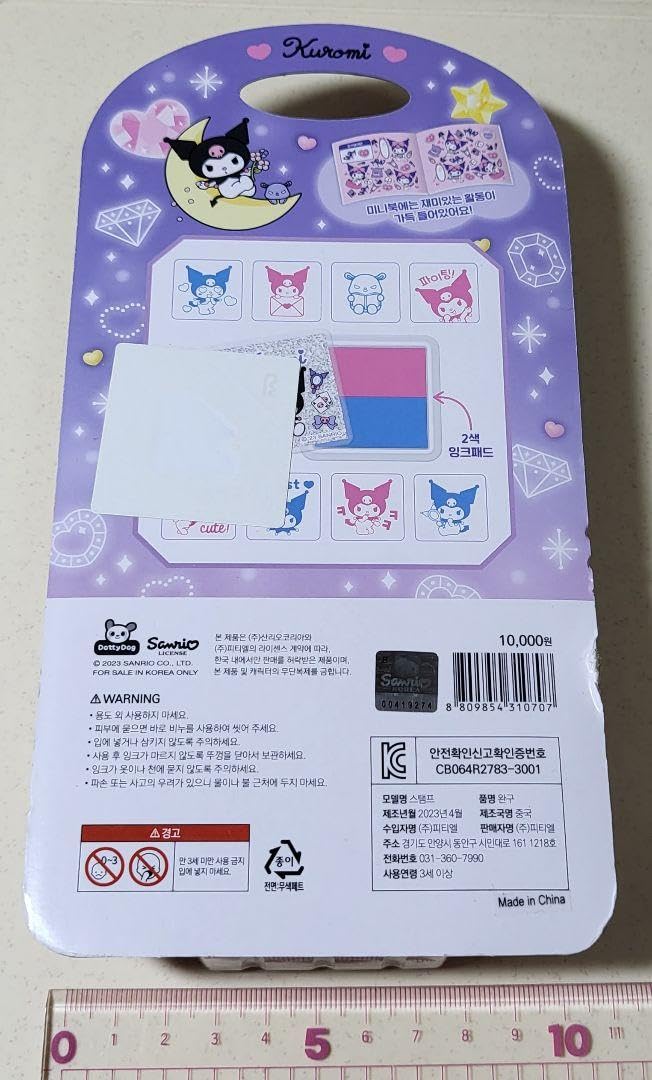 Kuromi
미니북에는 재미있는 활동이
가득 들어있어요!
파이팅!
2색
잉크패드
© '23 SANRIO
cute!
ㅋ ㅋ
ㅋ
DottyDog
Sanrio
LICENSE
© 2023 SANRIO CO., LTD.
FOR SALE IN KOREA ONLY
본 제품은 (주)산리오코리아와
(주)피티엘의 라이센스 계약에 따라,
한국 내에서만 판매를 허락받은 제품이며,
본 제품 및 캐릭터의 무단복제를 금합니다.
10,000원
Sanrio
KOREA
00419274
8 809854 310707
⚠WARNING
• 용도 외 사용하지 마세요.
• 피부에 묻으면 바로 비누를 사용하여 씻어 주세요.
• 입에 넣거나 삼키지 않도록 주의하세요.
• 사용 후 잉크가 마르지 않도록 뚜껑을 닫아서 보관하세요.
• 잉크가 옷이나 천에 묻지 않도록 주의하세요.
• 파손 또는 사고의 우려가 있으니 물이나 불 근처에 두지 마세요.
⚠경고
0~3
만 3세 미만 사용 금지
입에 넣지 마세요.
종이
전면:무색페트
안전확인신고확인증번호
CB064R2783-3001
모델명 스탬프 품명 완구
제조년월 2023년 4월 제조국명 중국
수입자명 (주)피티엘 판매자명 (주)피티엘
주소 경기도 안양시 동안구 시민대로 161 1218호
전화번호 031-360-7990
사용연령 3세 이상
Made in China
0 1 2 3 4 5 6 7 8 9 10 11